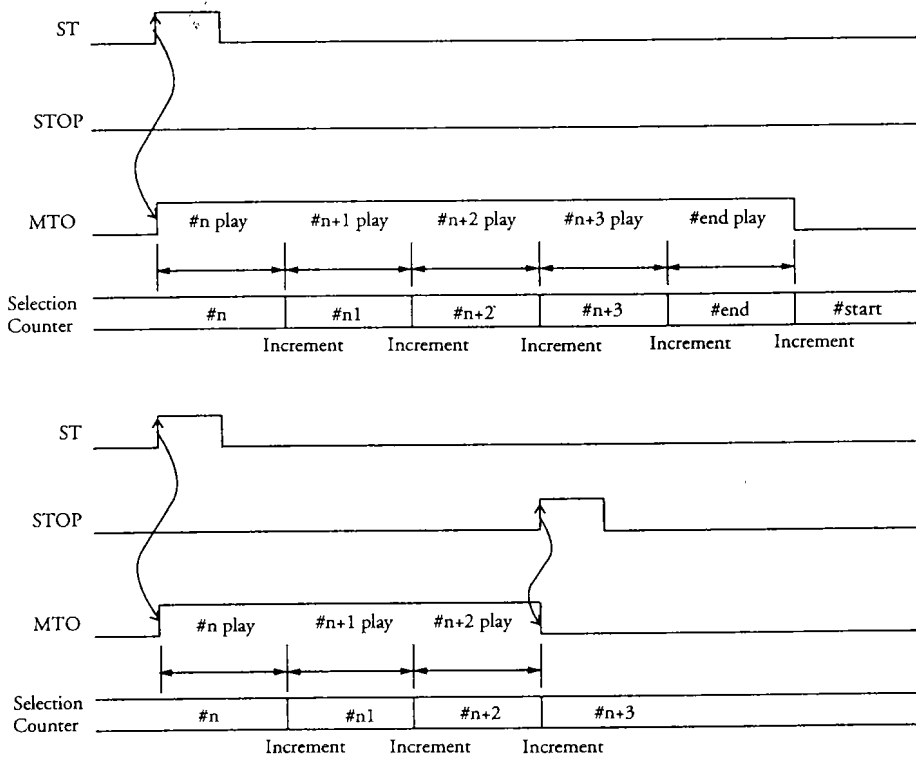 ST
STOP
MTO
#n play #n+1 play #n+2 play #n+3 play #end play
Selection
Counter
#n #n1 #n+2 #n+3 #end #start
Increment Increment Increment Increment Increment
ST
STOP
MTO
#n play #n+1 play #n+2 play
Selection
Counter
#n #n1 #n+2 #n+3
Increment Increment Increment